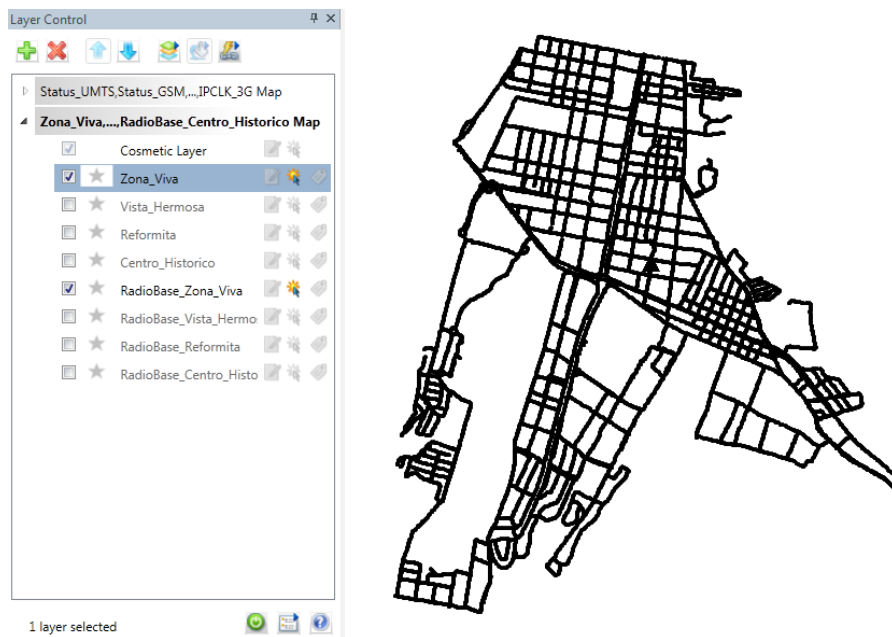 Layer Control
Status_UMTS,Status_GSM,...,IPCLK_3G Map
Zona_Viva,...,RadioBase_Centro_Historico Map
Cosmetic Layer
Zona_Viva
Vista_Hermosa
Reformita
Centro_Historico
RadioBase_Zona_Viva
RadioBase_Vista_Hermo
RadioBase_Reformita
RadioBase_Centro_Histo
1 layer selected